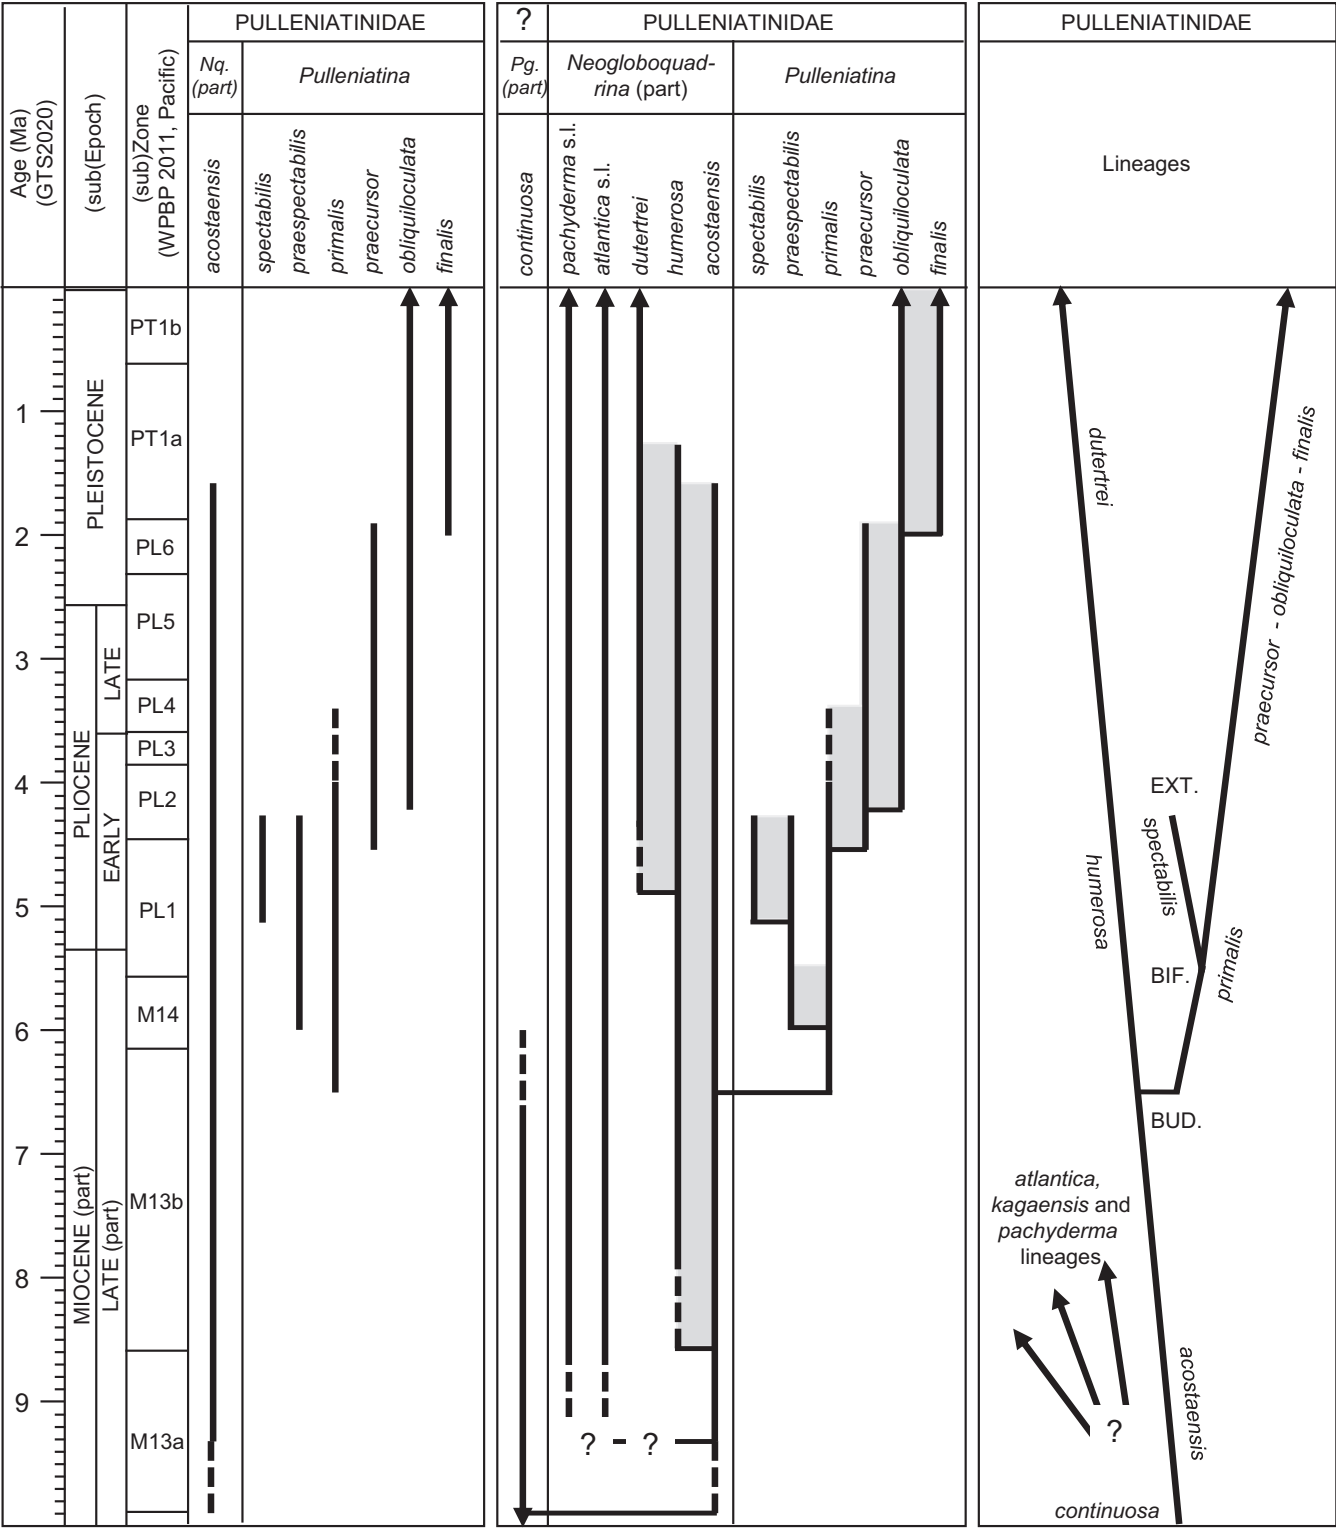 Age (Ma)
(GTS2020)
(sub(Epoch)
(sub)Zone
(WPBP 2011, Pacific)
PULLENIATINIDAE
Nq.
(part)
Pulleniatina
acostaensis
spectabilis
praespectabilis
primalis
praecursor
obliquiloculata
finalis
?
PULLENIATINIDAE
Pg.
(part)
Neogloboquad-
rina (part)
Pulleniatina
continuosa
pachyderma s.l.
atlantica s.l.
dutertrei
humerosa
acostaensis
spectabilis
praespectabilis
primalis
praecursor
obliquiloculata
finalis
PULLENIATINIDAE
Lineages
1
2
3
4
5
6
7
8
9
PLEISTOCENE
PLIOCENE
LATE
EARLY
MIOCENE (part)
LATE (part)
PT1b
PT1a
PL6
PL5
PL4
PL3
PL2
PL1
M14
M13b
M13a
? - ?
dutertrei
praecursor - obliquiloculata - finalis
EXT.
spectabilis
humerosa
BIF.
primalis
BUD.
atlantica,
kagaensis and
pachyderma
lineages
?
acostaensis
continuosa